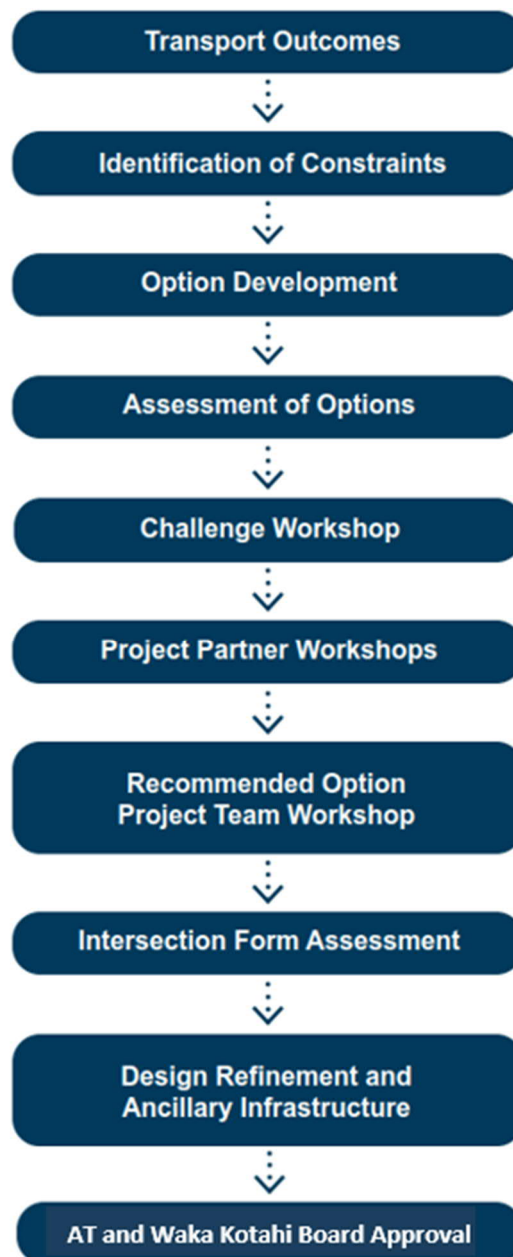 Transport Outcomes
Identification of Constraints
Option Development
Assessment of Options
Challenge Workshop
Project Partner Workshops
Recommended Option
Project Team Workshop
Intersection Form Assessment
Design Refinement and
Ancillary Infrastructure
AT and Waka Kotahi Board Approval